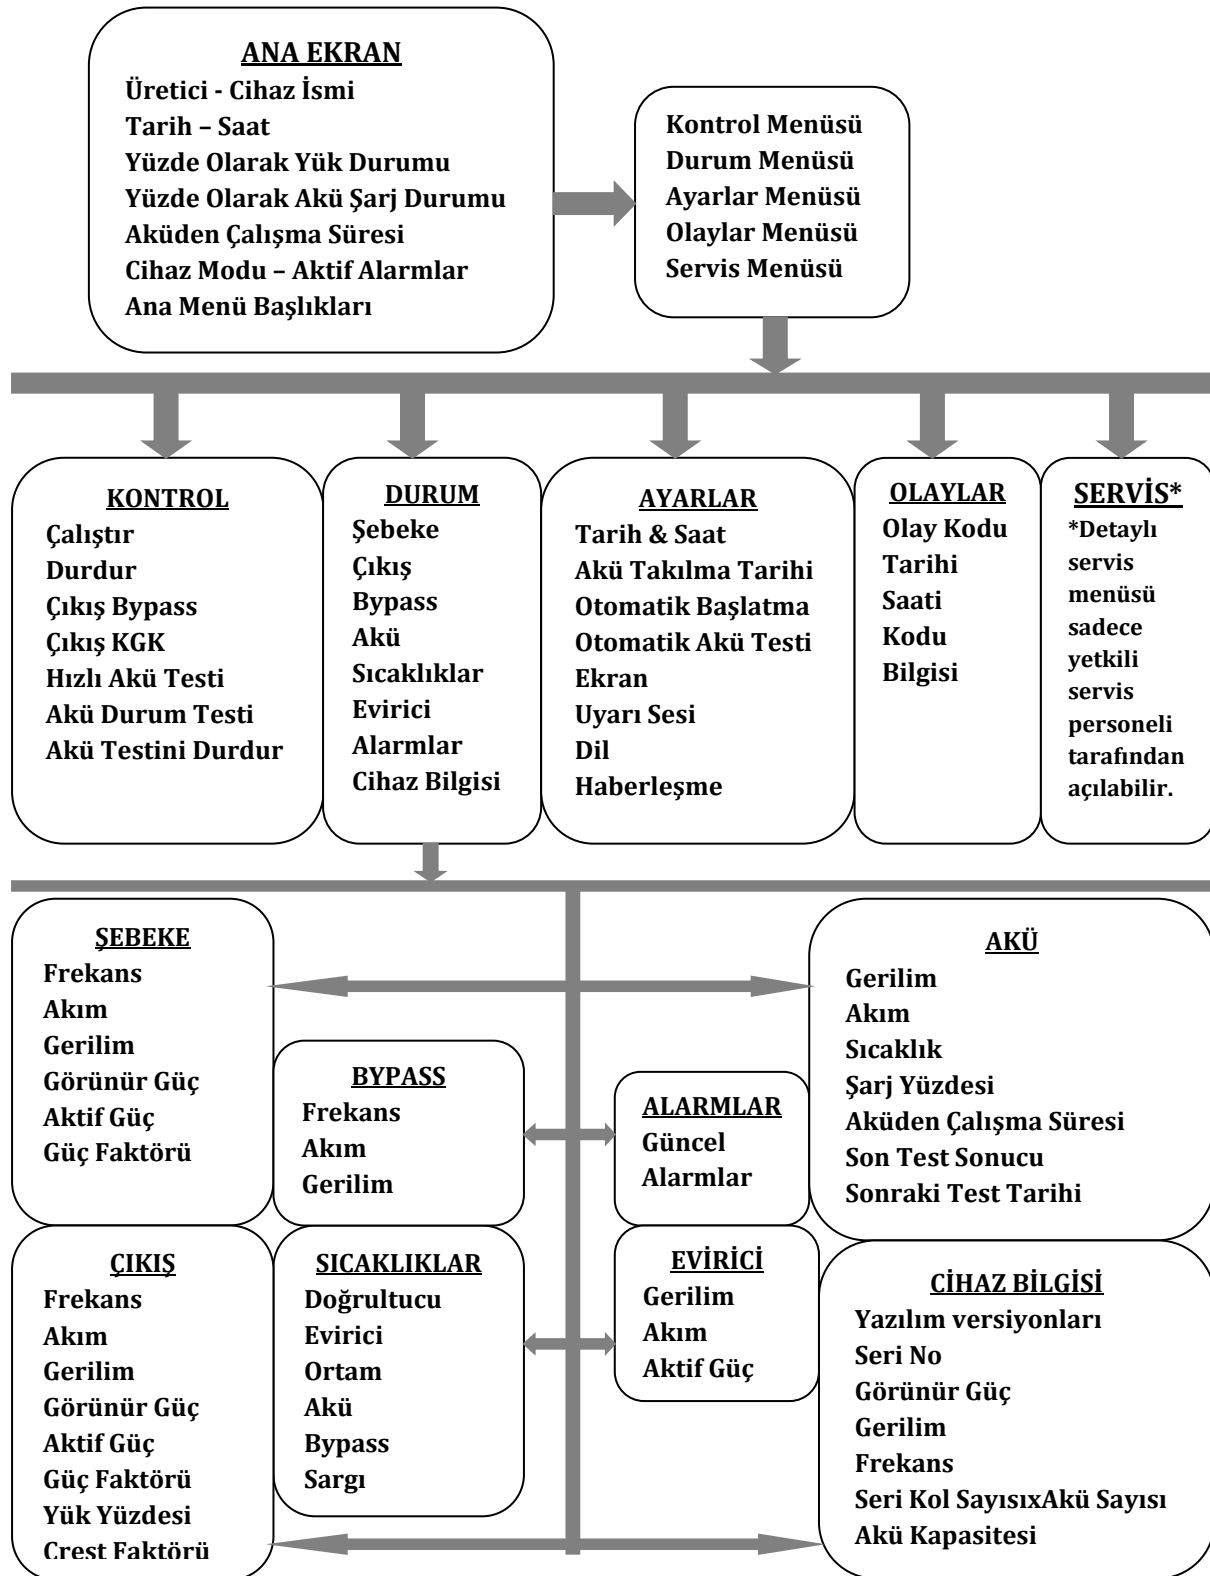 ANA EKRAN
Üretici - Cihaz İsmi
Tarih – Saat
Yüzde Olarak Yük Durumu
Yüzde Olarak Akü Şarj Durumu
Aküden Çalışma Süresi
Cihaz Modu – Aktif Alarmlar
Ana Menü Başlıkları
Kontrol Menüsü
Durum Menüsü
Ayarlar Menüsü
Olaylar Menüsü
Servis Menüsü
KONTROL
Çalıştır
Durdur
Çıkış Bypass
Çıkış KGK
Hızlı Akü Testi
Akü Durum Testi
Akü Testini Durdur
DURUM
Şebeke
Çıkış
Bypass
Akü
Sıcaklıklar
Evirici
Alarmlar
Cihaz Bilgisi
AYARLAR
Tarih & Saat
Akü Takılma Tarihi
Otomatik Başlatma
Otomatik Akü Testi
Ekran
Uyarı Sesi
Dil
Haberleşme
OLAYLAR
Olay Kodu
Tarihi
Saati
Kodu
Bilgisi
SERVİS*
*Detaylı
servis
menüsü
sadece
yetkili
servis
personeli
tarafından
açılabilir.
ŞEBEKE
Frekans
Akım
Gerilim
Görünür Güç
Aktif Güç
Güç Faktörü
BYPASS
Frekans
Akım
Gerilim
ALARMLAR
Güncel
Alarmlar
AKÜ
Gerilim
Akım
Sıcaklık
Şarj Yüzdesi
Aküden Çalışma Süresi
Son Test Sonucu
Sonraki Test Tarihi
ÇIKIŞ
Frekans
Akım
Gerilim
Görünür Güç
Aktif Güç
Güç Faktörü
Yük Yüzdesi
Crest Faktörü
SICAKLIKLAR
Doğrultucu
Evirici
Ortam
Akü
Bypass
Sargı
EVİRİCİ
Gerilim
Akım
Aktif Güç
CİHAZ BİLGİSİ
Yazılım versiyonları
Seri No
Görünür Güç
Gerilim
Frekans
Seri Kol SayısıxAkü Sayısı
Akü Kapasitesi